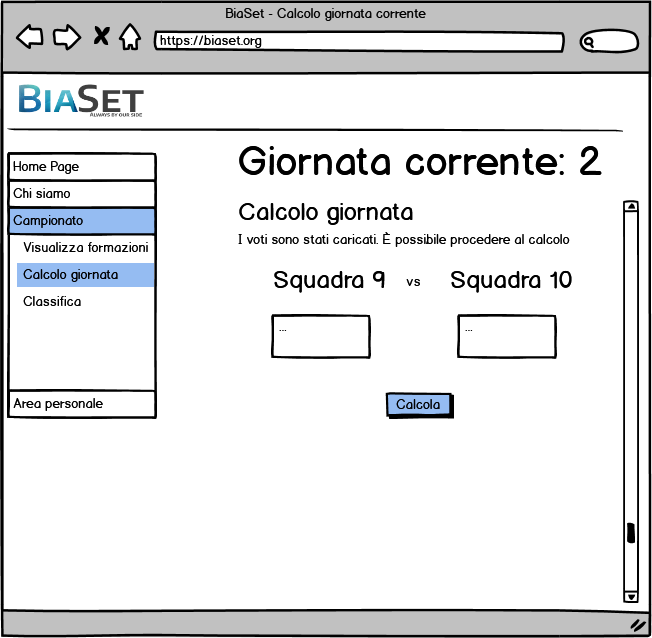 BiaSet - Calcolo giornata corrente
https://biaset.org
BIASET
ALWAYS BY OUR SIDE
Home Page
Chi siamo
Campionato
Visualizza formazioni
Calcolo giornata
Classifica
Area personale
Giornata corrente: 2
Calcolo giornata
I voti sono stati caricati. È possibile procedere al calcolo
Squadra 9 vs Squadra 10
... ...
Calcola